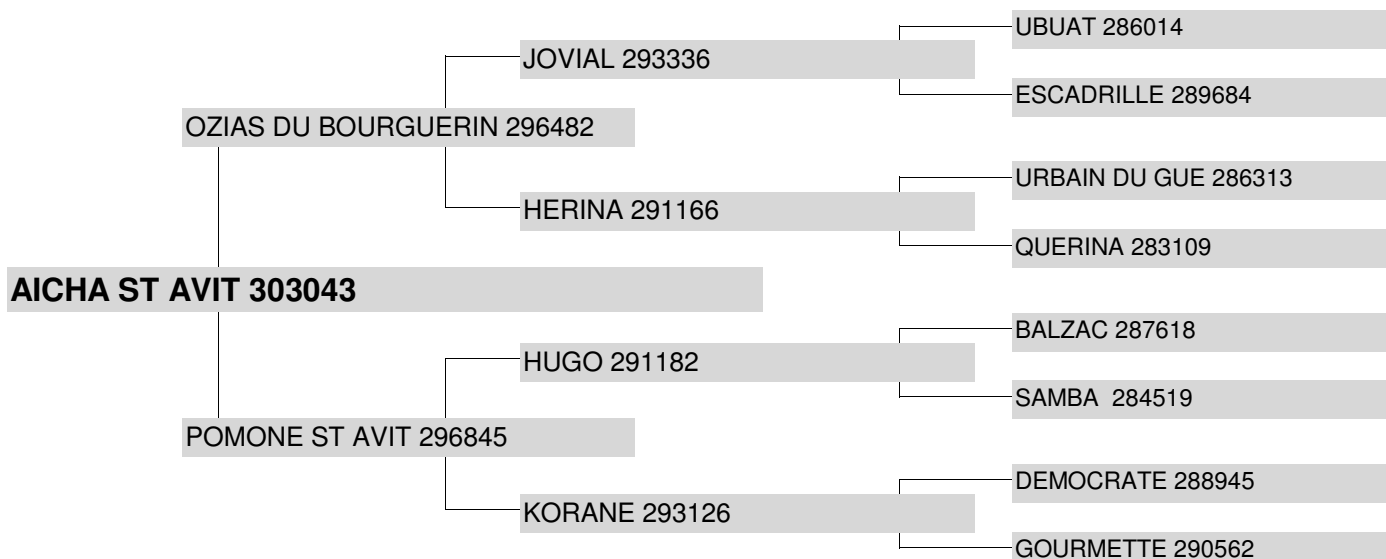 UBUAT 286014
JOVIAL 293336
ESCADRILLE 289684
OZIAS DU BOURGUERIN 296482
URBAIN DU GUE 286313
HERINA 291166
QUERINA 283109
AICHA ST AVIT 303043
BALZAC 287618
HUGO 291182
SAMBA 284519
POMONE ST AVIT 296845
DEMOCRATE 288945
KORANE 293126
GOURMETTE 290562